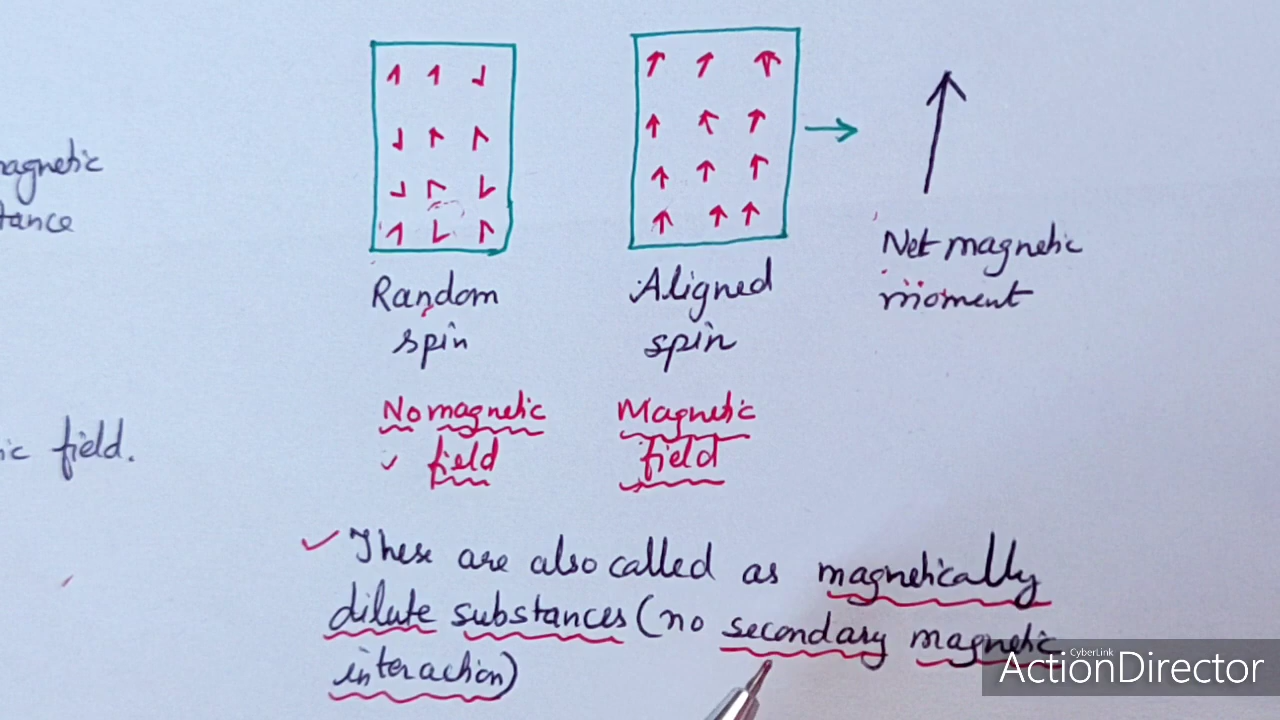 magnetic
tance
Random
spin
Aligned
spin
Net magnetic
moment
No magnetic
field
Magnetic
field
ic field.
These are also called as magnetically
dilute substances (no secondary magnetic
interaction)
CyberLink
ActionDirector